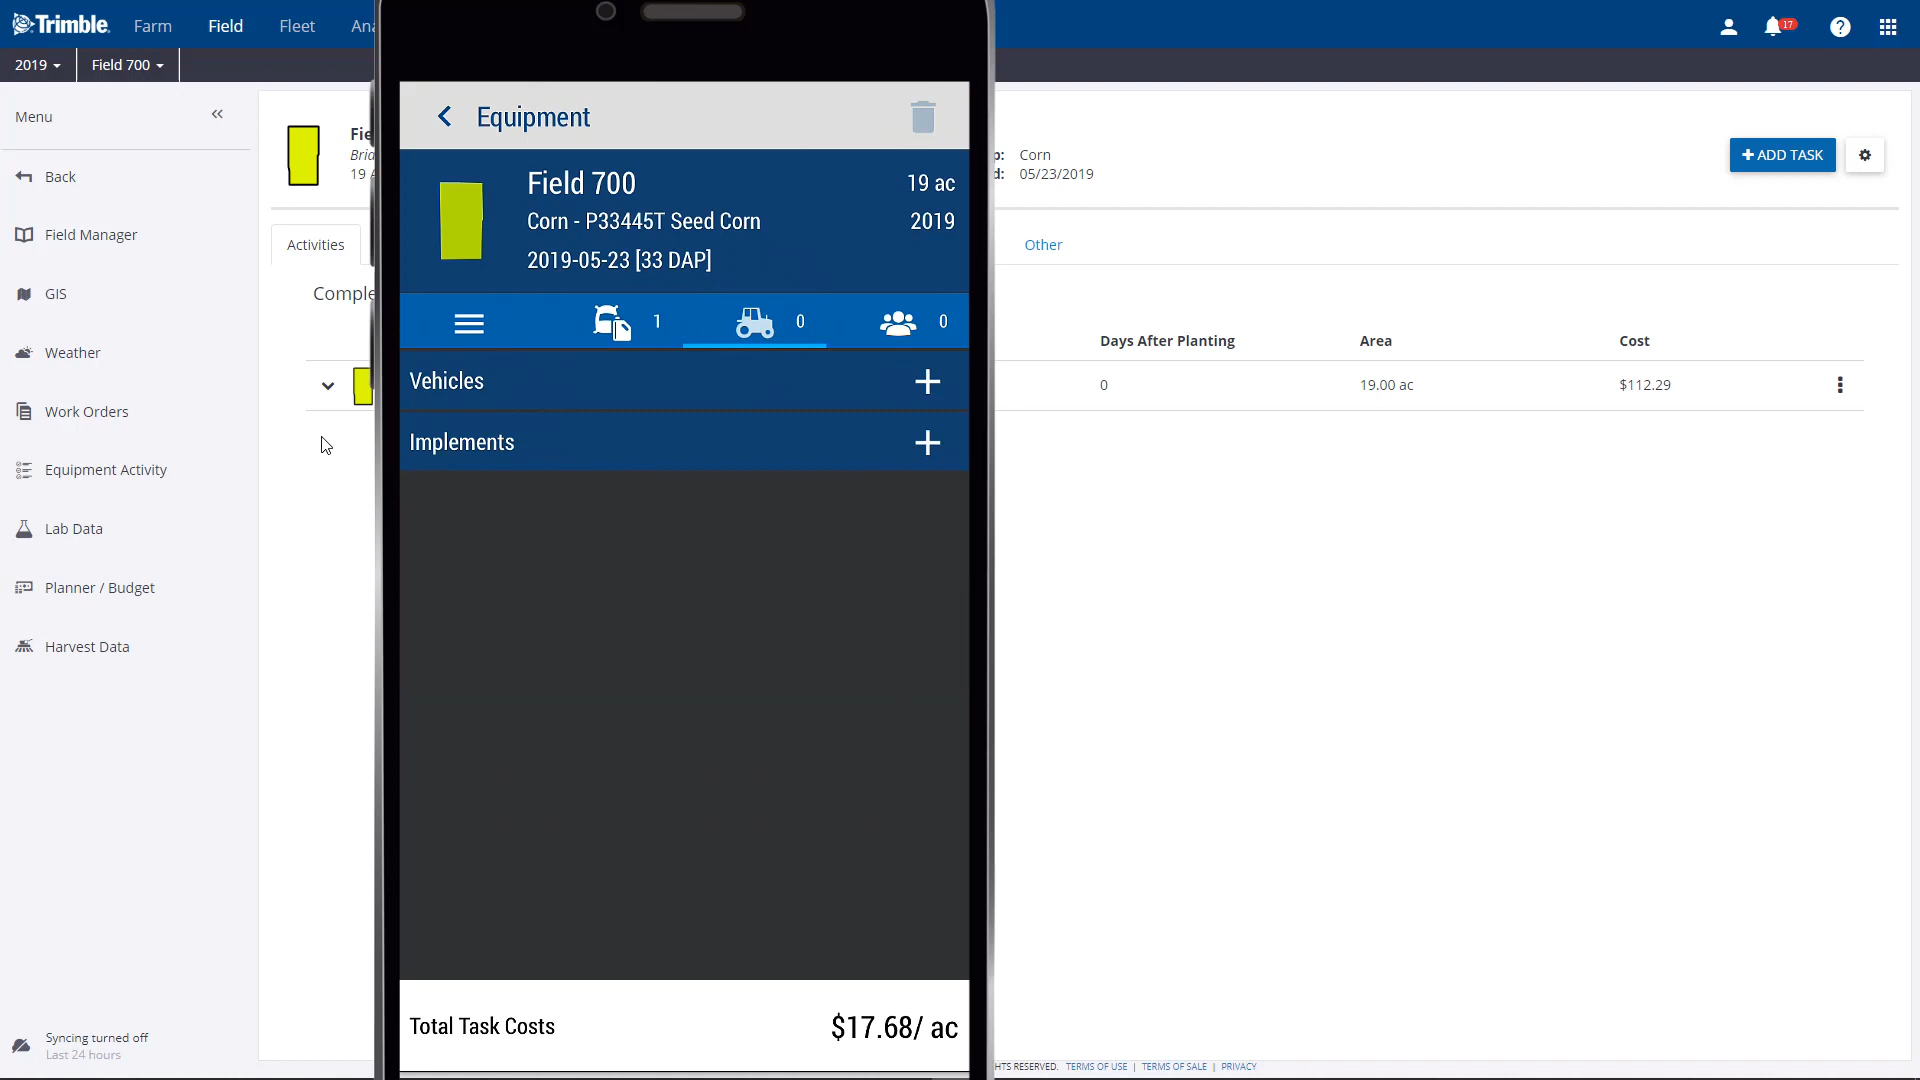 Trimble. Farm Field Fleet
17
?
2019 Field 700
Menu
Back
Field Manager
GIS
Weather
Work Orders
Equipment Activity
Lab Data
Planner / Budget
Harvest Data
Syncing turned off
Last 24 hours
Activities
Equipment
Field 700 19 ac
Corn - P33445T Seed Corn 2019
2019-05-23 [33 DAP]
1 0 0
Vehicles
Implements
Total Task Costs $17.68/ ac
Corn
05/23/2019
ADD TASK
Other
Days After Planting Area Cost
0 19.00 ac $112.29
RESERVED. TERMS OF USE | TERMS OF SALE | PRIVACY